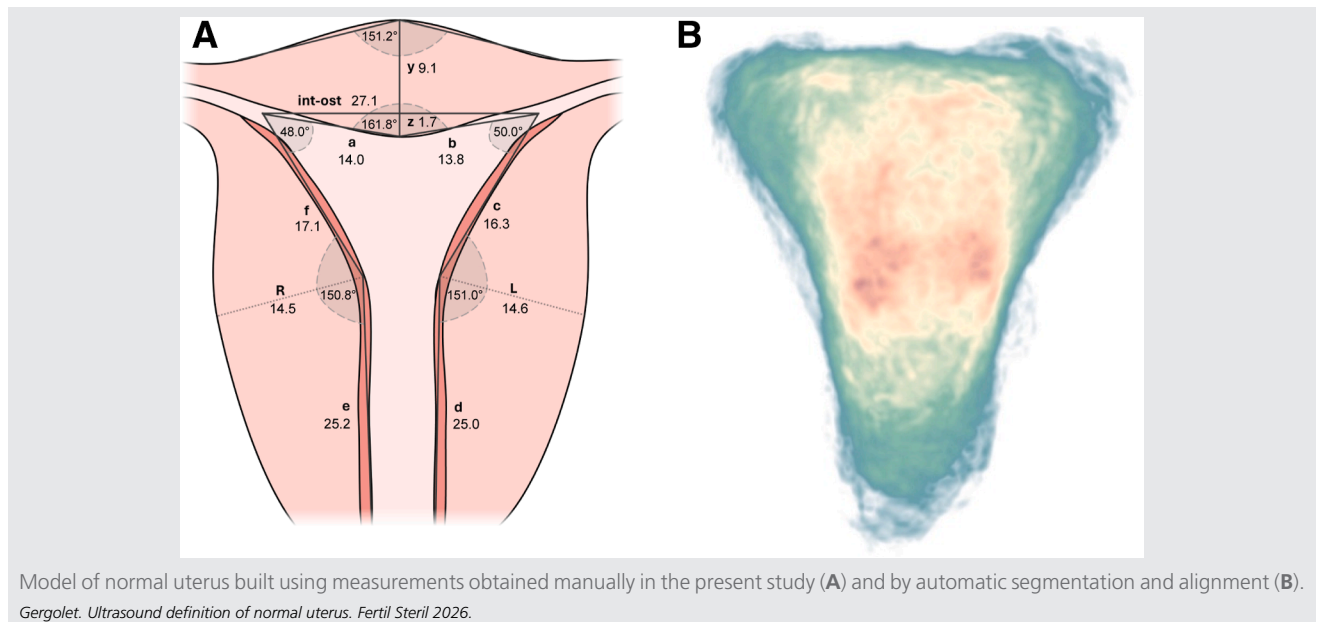 A
B
151.2°
y 9.1
int-ost 27.1
161.8°
z 1.7
48.0°
50.0°
a
14.0
b
13.8
f
17.1
c
16.3
R
14.5
150.8°
151.0°
L
14.6
e
25.2
d
25.0
Model of normal uterus built using measurements obtained manually in the present study (A) and by automatic segmentation and alignment (B).
Gergolet. Ultrasound definition of normal uterus. Fertil Steril 2026.